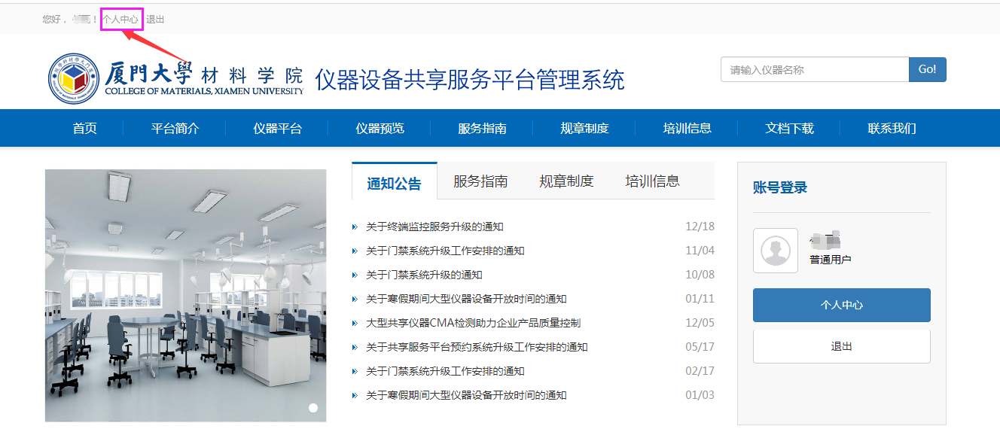 您好，
！ 个人中心 退出
厦門大學 材料学院 仪器设备共享服务平台管理系统
COLLEGE OF MATERIALS, XIAMEN UNIVERSITY
请输入仪器名称 Go!
首页 平台简介 仪器平台 仪器预览 服务指南 规章制度 培训信息 文档下载 联系我们
通知公告 服务指南 规章制度 培训信息
关于终端监控服务升级的通知 12/18
关于门禁系统升级工作安排的通知 11/04
关于门禁系统升级的通知 10/08
关于寒假期间大型仪器设备开放时间的通知 01/11
大型共享仪器CMA检测助力企业产品质量控制 12/05
关于共享服务平台预约系统升级工作安排的通知 05/17
关于门禁系统升级工作安排的通知 02/17
关于寒假期间大型仪器设备开放时间的通知 01/03
账号登录
普通用户
个人中心
退出